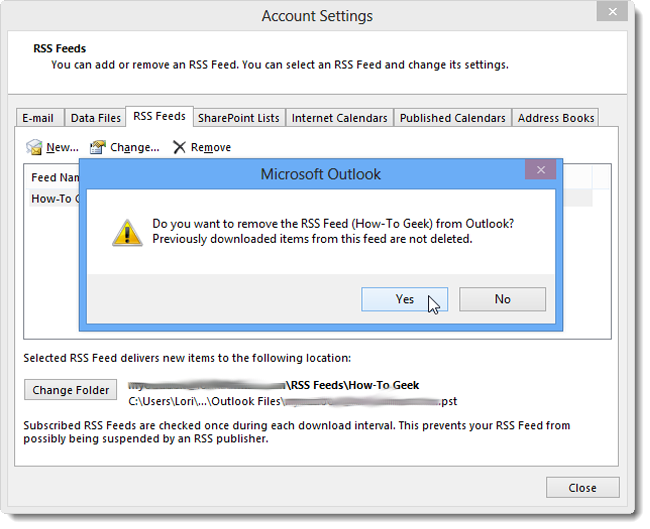 Account Settings
RSS Feeds
You can add or remove an RSS Feed. You can select an RSS Feed and change its settings.
E-mail Data Files RSS Feeds SharePoint Lists Internet Calendars Published Calendars Address Books
New... Change... Remove
Feed
How-To
Microsoft Outlook
Do you want to remove the RSS Feed (How-To Geek) from Outlook?
Previously downloaded items from this feed are not deleted.
Yes No
Selected RSS Feed delivers new items to the following location:
Change Folder \RSS Feeds\How-To Geek
C:\Users\Lori\...\Outlook Files\ .pst
Subscribed RSS Feeds are checked once during each download interval. This prevents your RSS Feed from
possibly being suspended by an RSS publisher.
Close